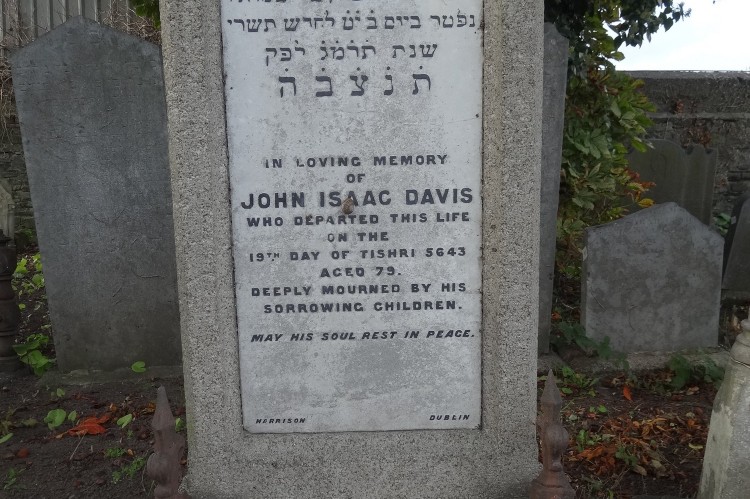 נפטר ביום ב׳ י״ט לחדש תשרי
שנת תרמ״ג לפ״ק
ת נ צ ב ה
IN LOVING MEMORY
OF
JOHN ISAAC DAVIS
WHO DEPARTED THIS LIFE
ON THE
19TH DAY OF TISHRI 5643
AGED 79.
DEEPLY MOURNED BY HIS
SORROWING CHILDREN.
MAY HIS SOUL REST IN PEACE.
HARRISON DUBLIN